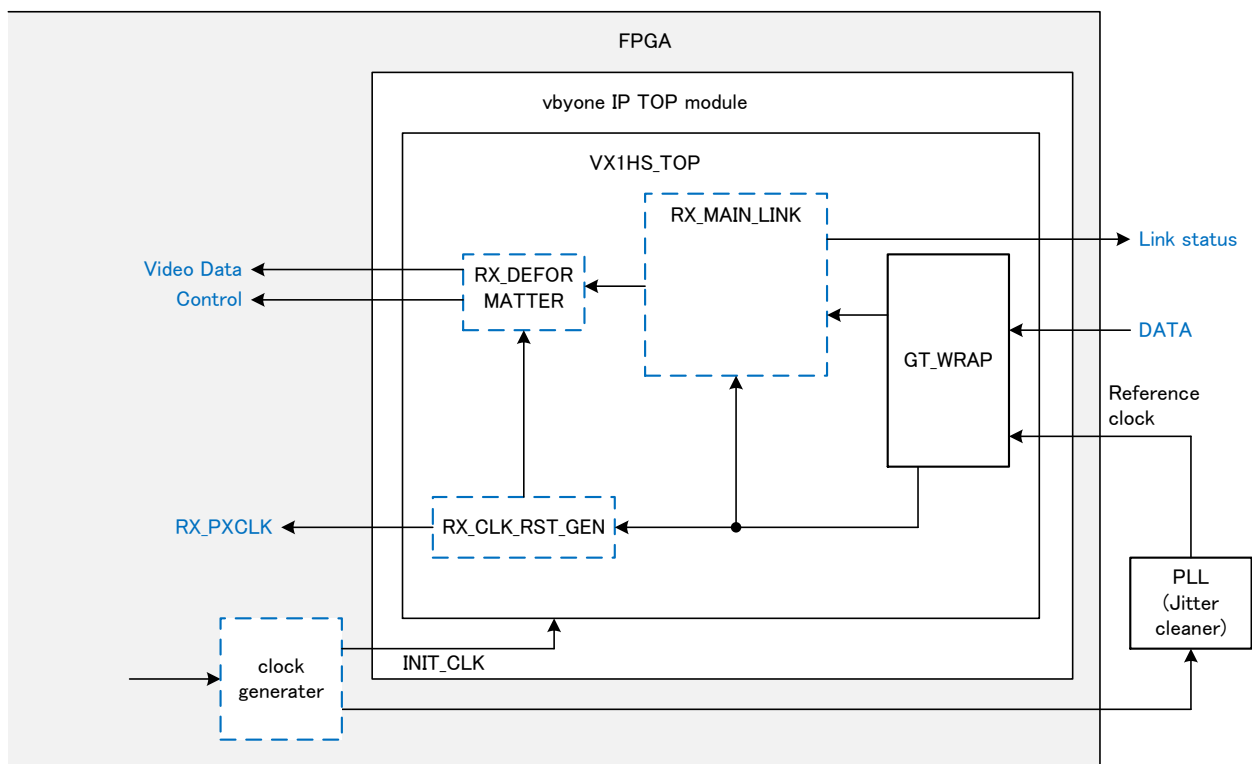 FPGA
vbyone IP TOP module
VX1HS_TOP
RX_MAIN_LINK
Link status
Video Data
Control
RX_DEFOR
MATTER
DATA
GT_WRAP
Reference
clock
RX_PXCLK
RX_CLK_RST_GEN
PLL
(Jitter
cleaner)
clock
generater
INIT_CLK